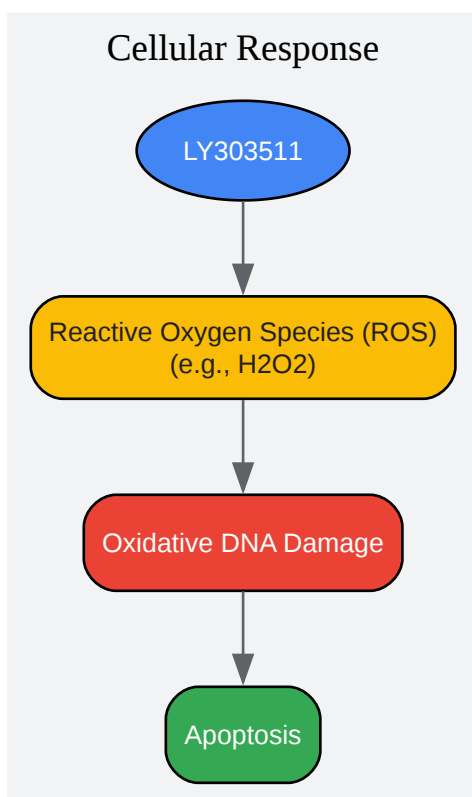 Cellular Response
LY303511
Reactive Oxygen Species (ROS)
(e.g., H2O2)
Oxidative DNA Damage
Apoptosis